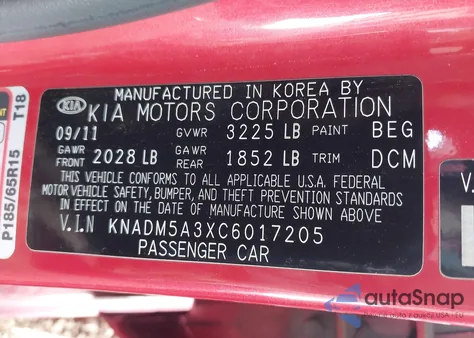 MANUFACTURED IN KOREA BY
KIA KIA MOTORS CORPORATION
09/11 GVWR 3225 LB PAINT BEG
GAWR FRONT 2028 LB GAWR REAR 1852 LB TRIM DCM
THIS VEHICLE CONFORMS TO ALL APPLICABLE U.S.A. FEDERAL
MOTOR VEHICLE SAFETY, BUMPER, AND THEFT PREVENTION STANDARDS
IN EFFECT ON THE DATE OF MANUFACTURE SHOWN ABOVE.
V.I.N KNADM5A3XC6017205
PASSENGER CAR
P185/65R15 T18
V.
autoSnap